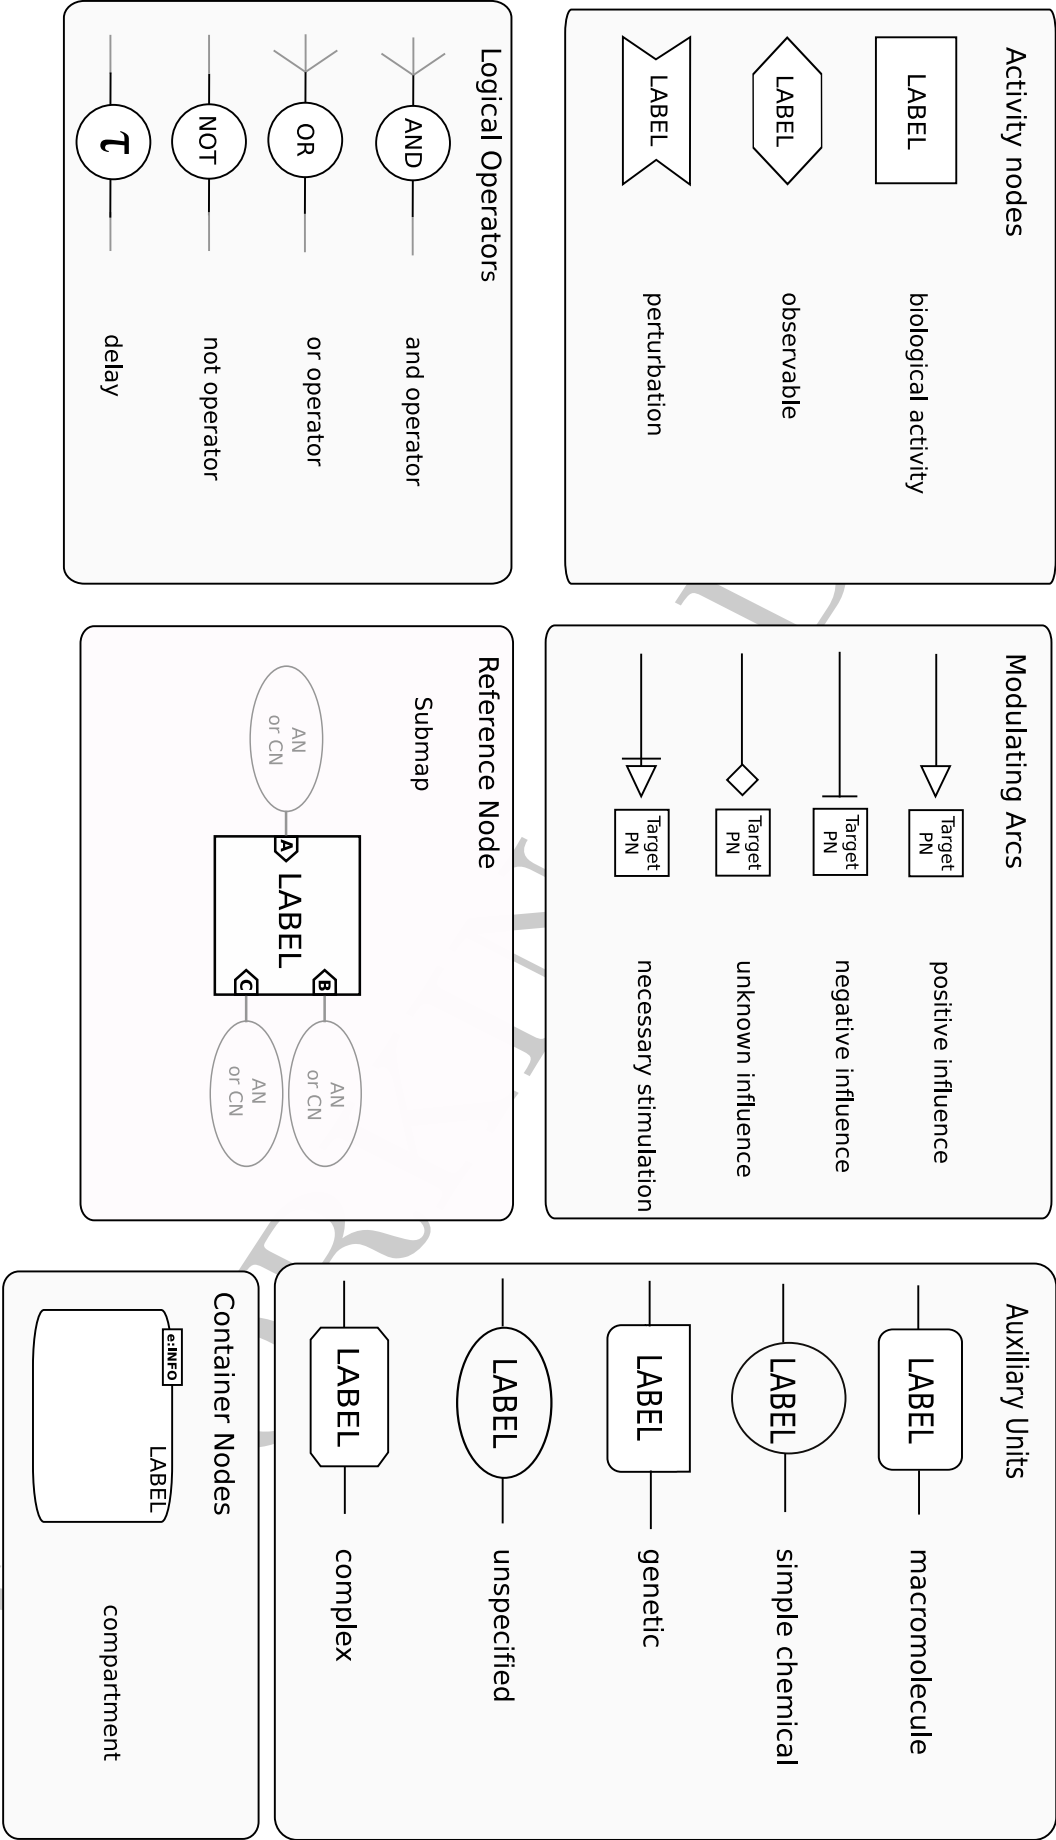 Activity nodes
LABEL
biological activity
LABEL
observable
LABEL
perturbation
Modulating Arcs
Target
PN
positive influence
Target
PN
negative influence
Target
PN
unknown influence
Target
PN
necessary stimulation
Auxiliary Units
LABEL
macromolecule
LABEL
simple chemical
LABEL
genetic
LABEL
unspecified
LABEL
complex
Logical Operators
AND
and operator
OR
or operator
NOT
not operator
τ
delay
Reference Node
Submap
AN
or CN
A
LABEL
B
C
AN
or CN
AN
or CN
Container Nodes
e:INFO
LABEL
compartment